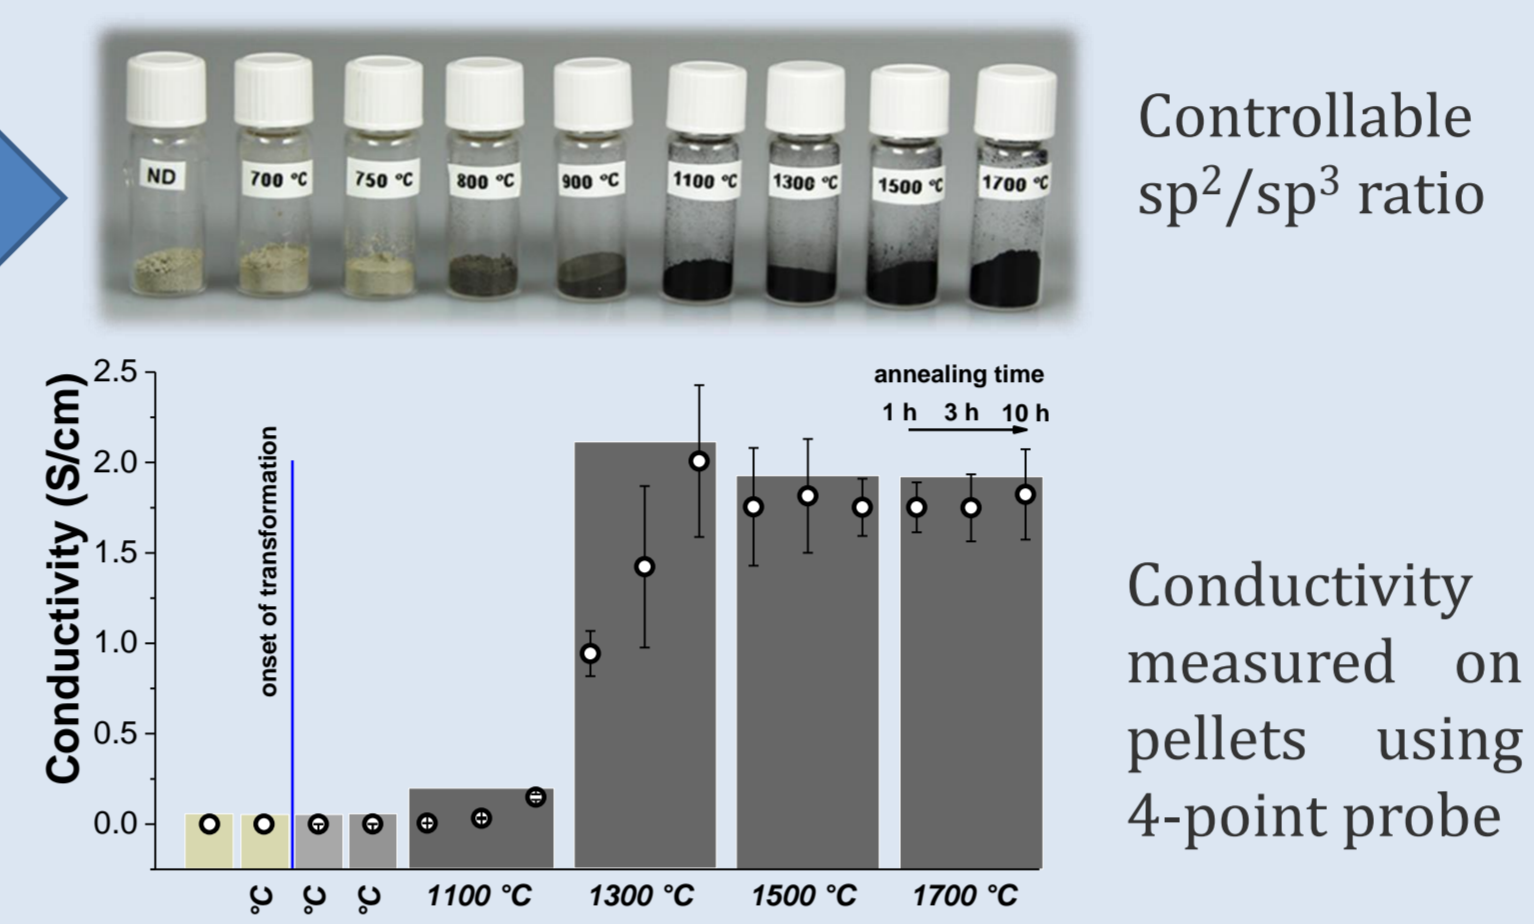 ND
700 °C
750 °C
800 °C
900 °C
1100 °C
1300 °C
1500 °C
1700 °C
Controllable
sp²/sp³ ratio
Conductivity (S/cm)
2.5
2.0
1.5
1.0
0.5
0.0
onset of transformation
annealing time
1 h 3 h 10 h
°C
°C
°C
1100 °C
1300 °C
1500 °C
1700 °C
Conductivity
measured on
pellets using
4-point probe